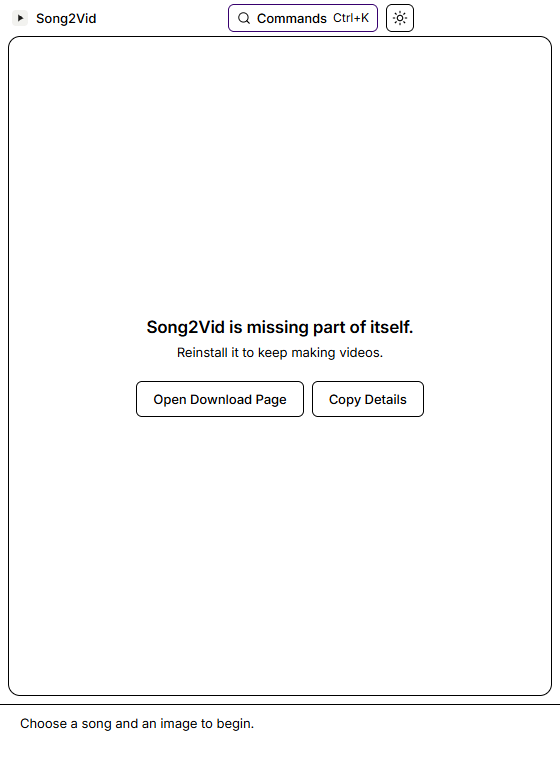 Song2Vid
Commands Ctrl+K
Song2Vid is missing part of itself.
Reinstall it to keep making videos.
Open Download Page
Copy Details
Choose a song and an image to begin.